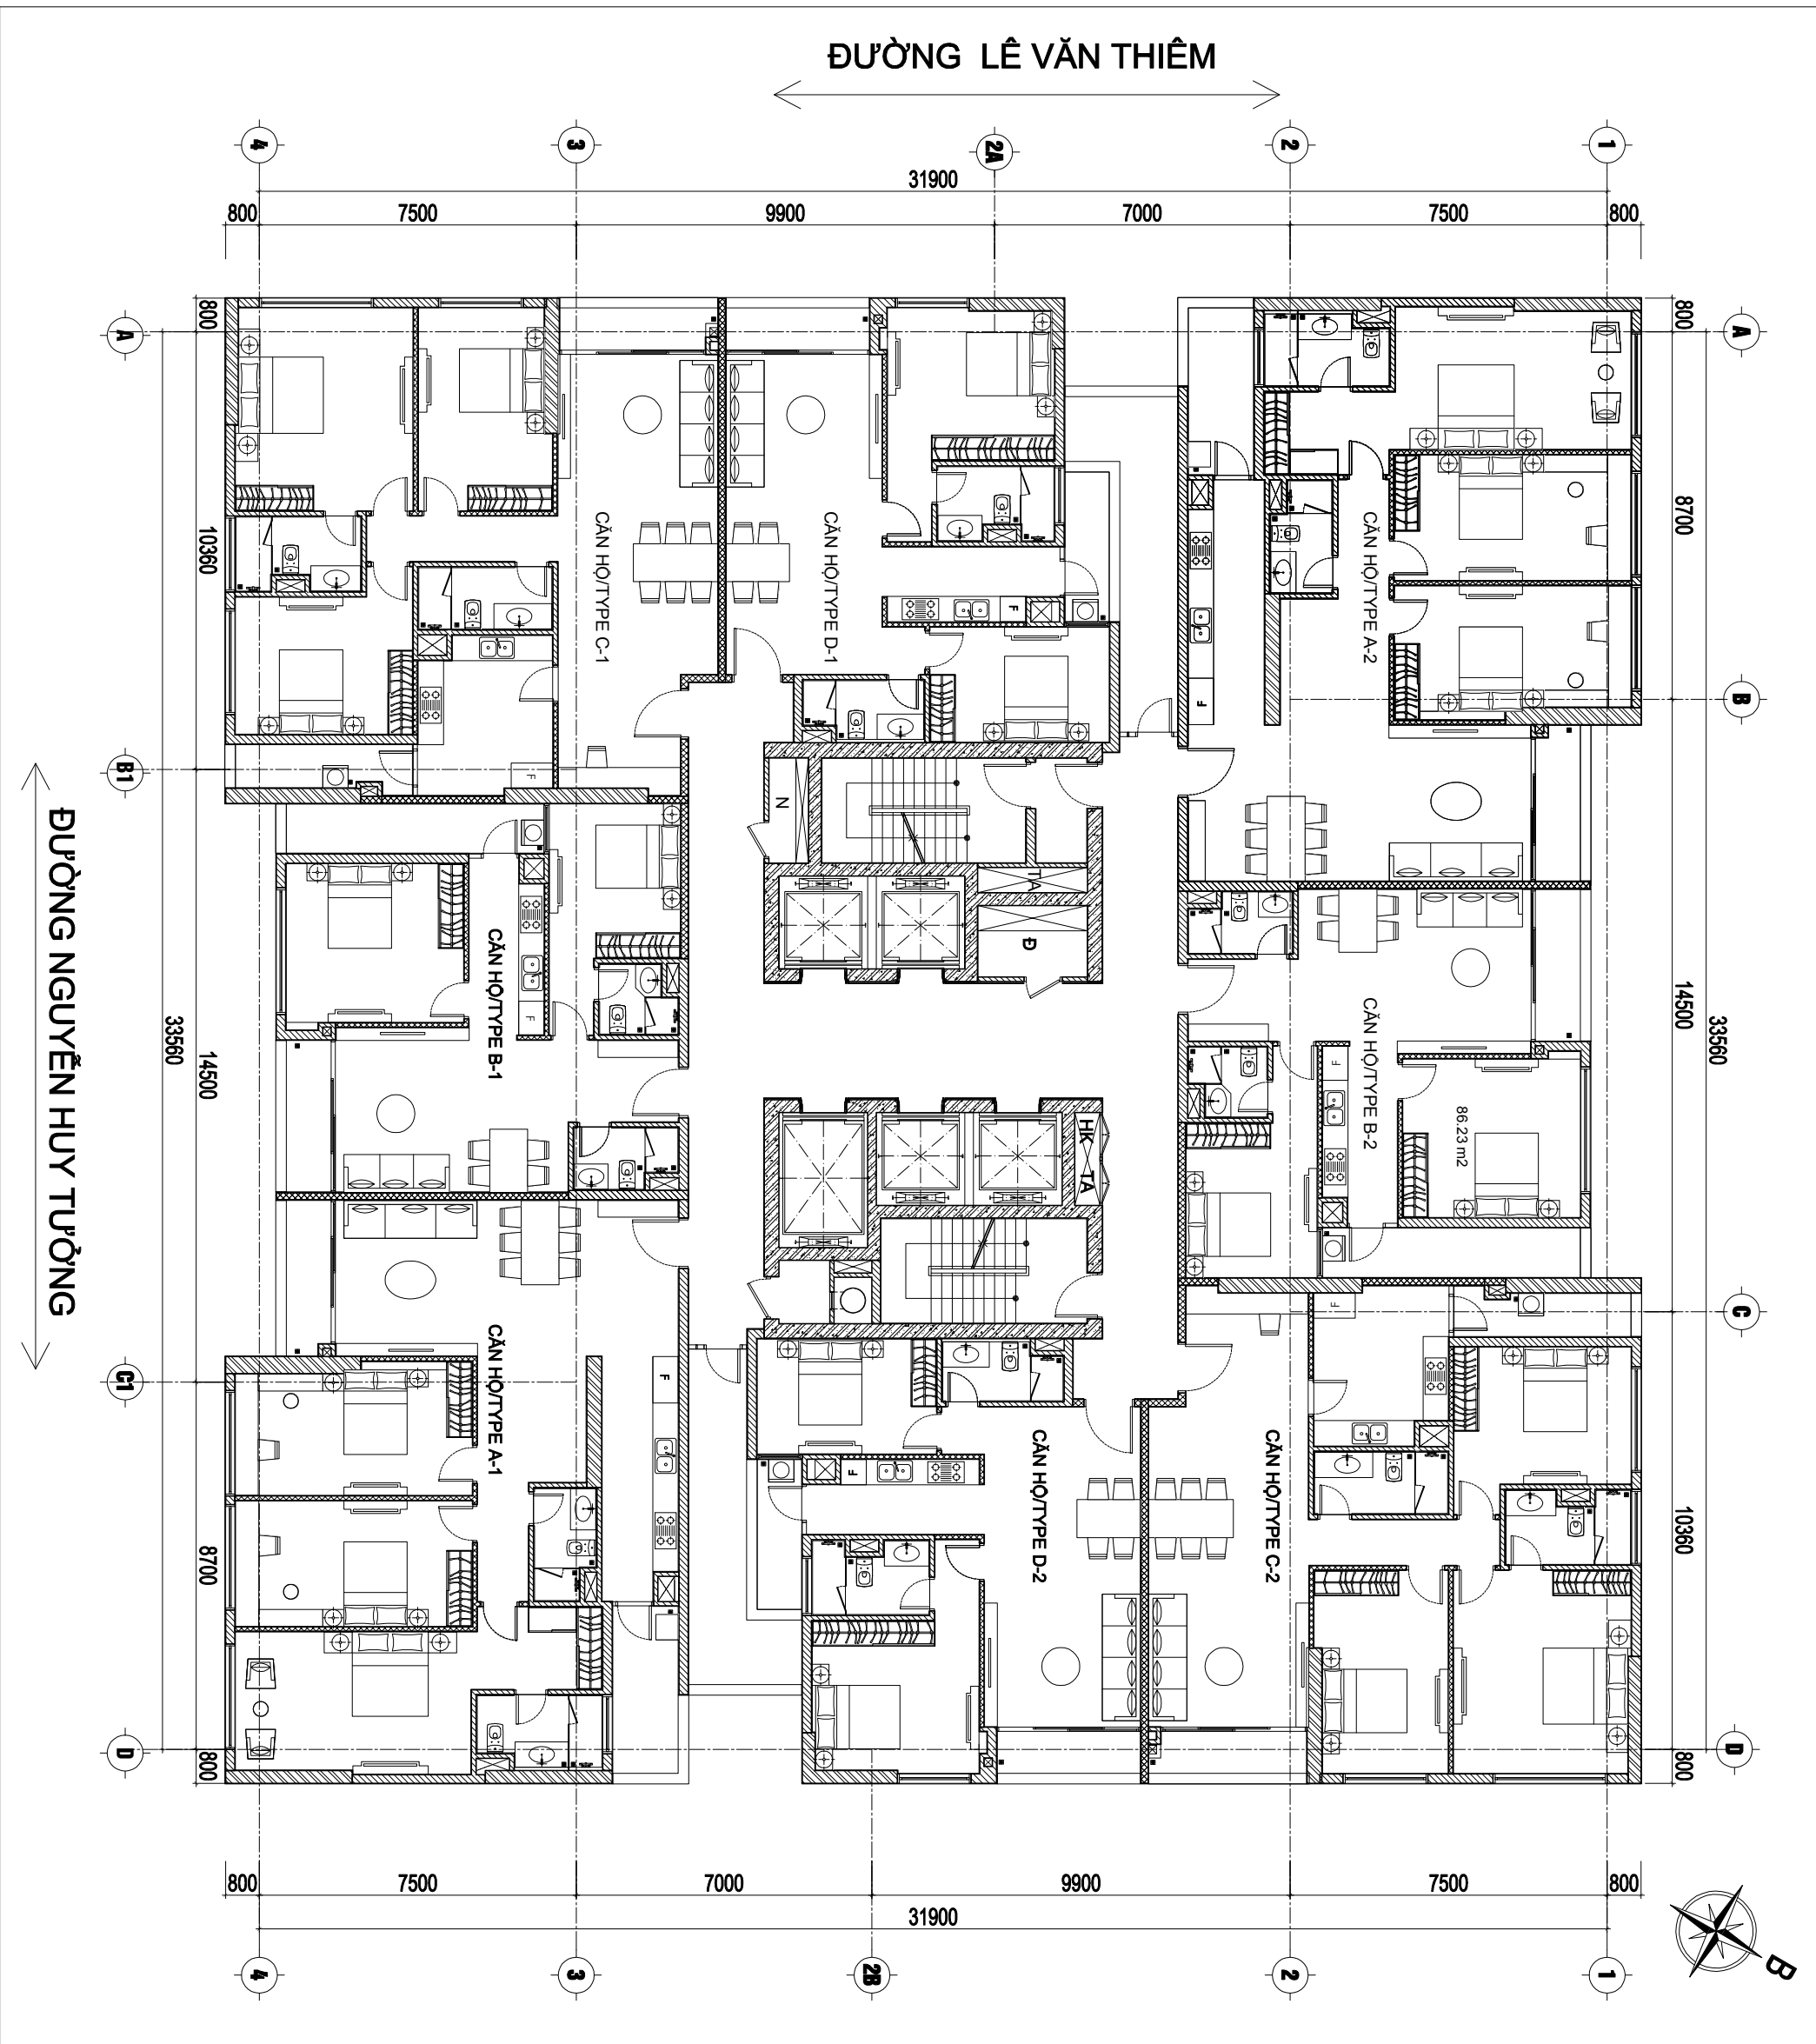 ĐƯỜNG LÊ VĂN THIÊM
4
3
2A
2
1
31900
800
7500
9900
7000
7500
800
800
800
A
A
CĂN HỘ/TYPE C-1
CĂN HỘ/TYPE D-1
CĂN HỘ/TYPE A-2
10360
8700
F
F
B
B1
F
N
TA
Đ
ĐƯỜNG NGUYỄN HUY TƯỞNG
CĂN HỘ/TYPE B-1
F
CĂN HỘ/TYPE B-2
86.23 m2
F
33560
14500
14500
33560
HK
TA
C
F
C1
F
CĂN HỘ/TYPE A-1
CĂN HỘ/TYPE D-2
CĂN HỘ/TYPE C-2
F
8700
10360
D
D
800
800
800
7500
7000
9900
7500
800
31900
4
3
2B
2
1
B